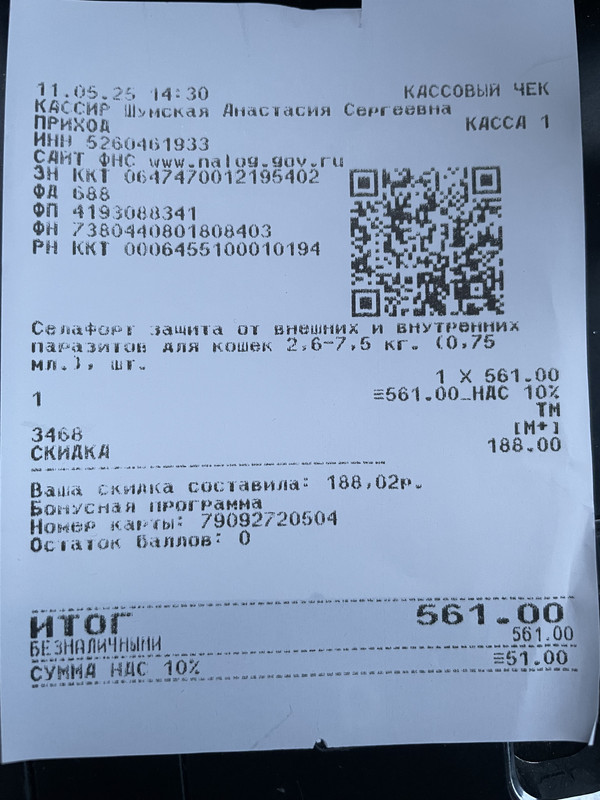 11.05.25 14:30 КАССОВЫЙ ЧЕК
КАССИР Шумская Анастасия Сергеевна
ПРИХОД КАССА 1
ИНН 5260461933
САЙТ ФНС www.nalog.gov.ru
ЗН ККТ 0647470012195402
ФД 688
ФП 4193088341
ФН 7380440801808403
РН ККТ 0006455100010194
Селафорт защита от внешних и внутренних
паразитов для кошек 2,6-7,5 кг. (0,75
мл.), шт.
1 X 561.00
1 ≡561.00_НДС 10%
ТМ
3468 [М+]
СКИДКА 188.00
Ваша скидка составила: 188,02р.
Бонусная программа
Номер карты: 79092720504
Остаток баллов: 0
ИТОГ 561.00
БЕЗНАЛИЧНЫМИ 561.00
СУММА НДС 10% ≡51.00